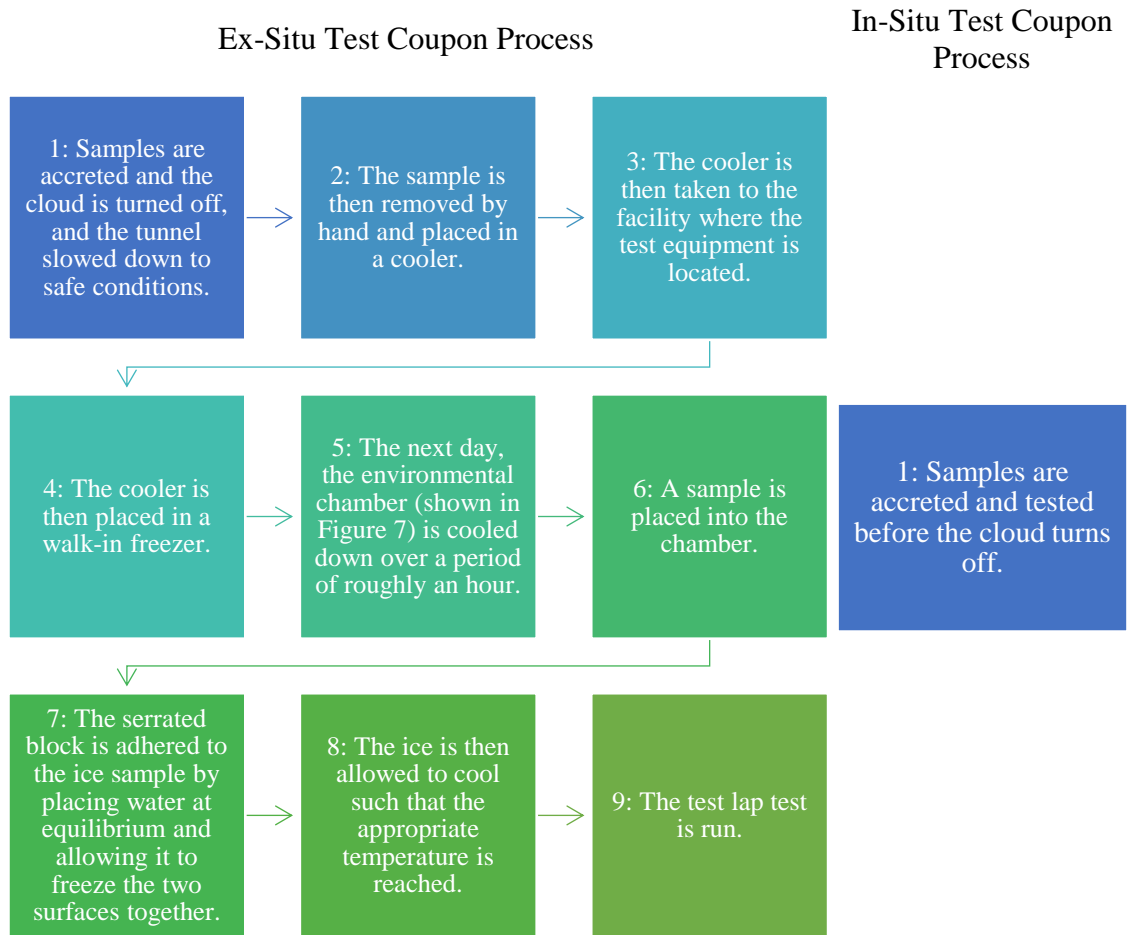 Ex-Situ Test Coupon Process
In-Situ Test Coupon
Process
1: Samples are
accreted and the
cloud is turned off,
and the tunnel
slowed down to
safe conditions.
2: The sample is
then removed by
hand and placed in
a cooler.
3: The cooler is
then taken to the
facility where the
test equipment is
located.
4: The cooler is
then placed in a
walk-in freezer.
5: The next day,
the environmental
chamber (shown in
Figure 7) is cooled
down over a period
of roughly an hour.
6: A sample is
placed into the
chamber.
1: Samples are
accreted and tested
before the cloud turns
off.
7: The serrated
block is adhered to
the ice sample by
placing water at
equilibrium and
allowing it to
freeze the two
surfaces together.
8: The ice is then
allowed to cool
such that the
appropriate
temperature is
reached.
9: The test lap test
is run.